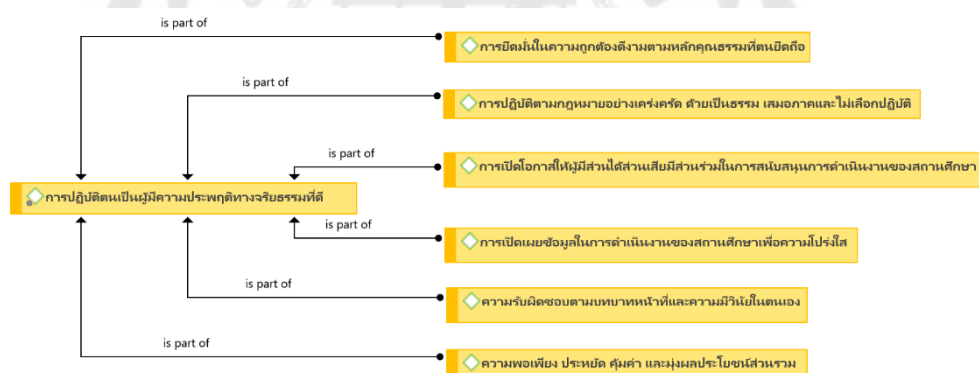 is part of
การยึดมั่นในความถูกต้องดีงามตามหลักคุณธรรมที่ตนยึดถือ
is part of
การปฏิบัติตามกฎหมายอย่างเคร่งครัด ด้วยเป็นธรรม เสมอภาคและไม่เลือกปฏิบัติ
is part of
การเปิดโอกาสให้ผู้มีส่วนได้ส่วนเสียมีส่วนร่วมในการสนับสนุนการดำเนินงานของสถานศึกษา
การปฏิบัติตนเป็นผู้มีความประพฤติทางจริยธรรมที่ดี
is part of
การเปิดเผยข้อมูลในการดำเนินงานของสถานศึกษาเพื่อความโปร่งใส
is part of
ความรับผิดชอบตามบทบาทหน้าที่และความมีวินัยในตนเอง
is part of
ความพอเพียง ประหยัด คุ้มค่า และมุ่งผลประโยชน์ส่วนรวม